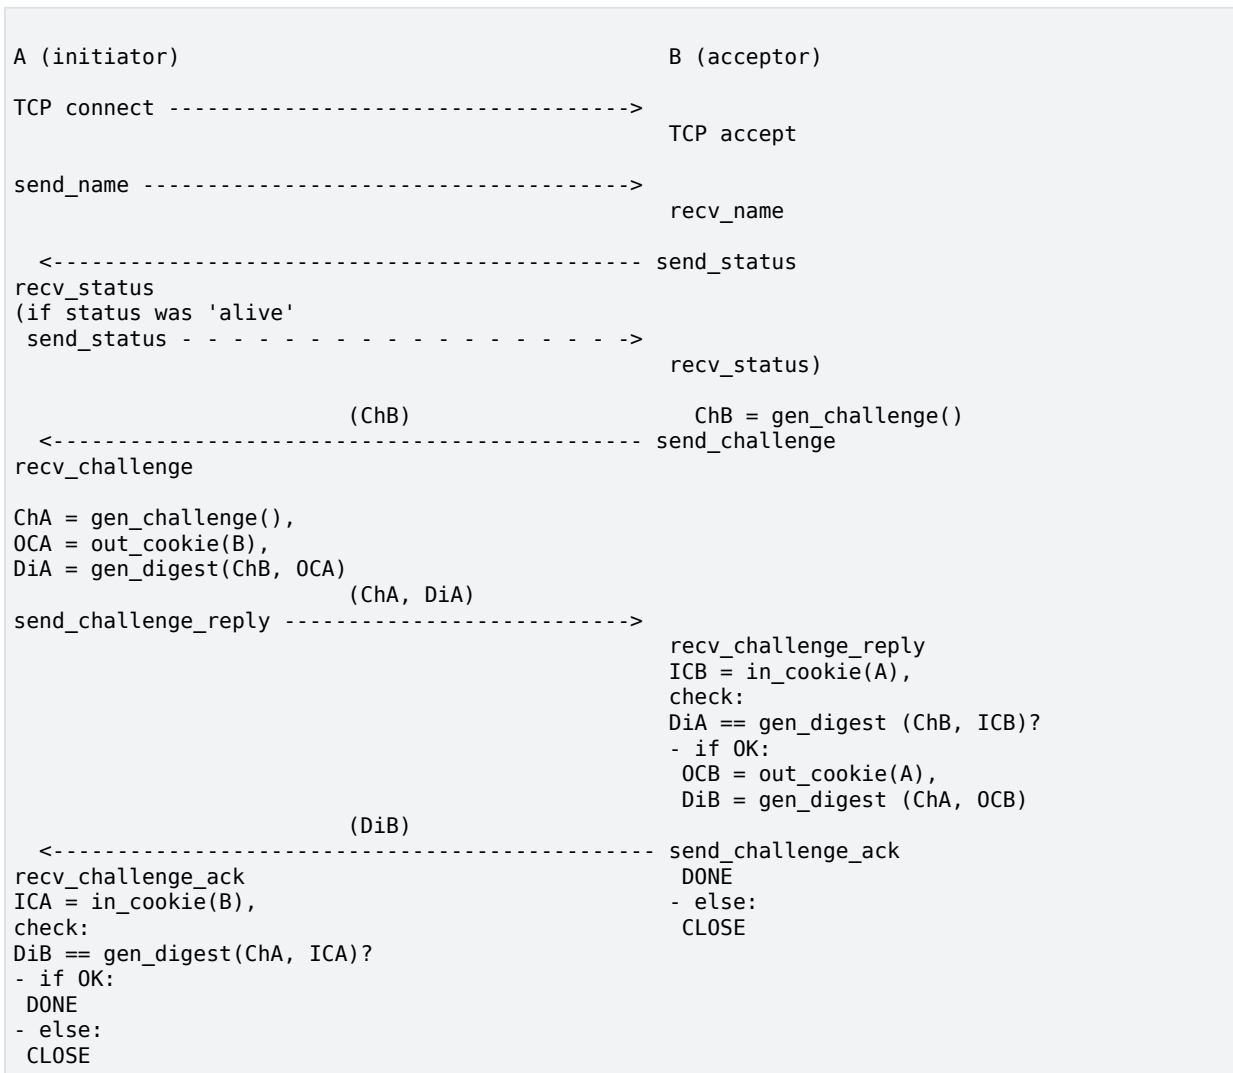 A (initiator)                                      B (acceptor)
TCP connect ------------------------------------>
                                                   TCP accept
send_name -------------------------------------->
                                                   recv_name
  <---------------------------------------------- send_status
recv_status
(if status was 'alive'
 send_status - - - - - - - - - - - - - - - - - ->
                                                   recv_status)
                          (ChB)                      ChB = gen_challenge()
  <---------------------------------------------- send_challenge
recv_challenge
ChA = gen_challenge(),
OCA = out_cookie(B),
DiA = gen_digest(ChB, OCA)
                          (ChA, DiA)
send_challenge_reply --------------------------->
                                                   recv_challenge_reply
                                                   ICB = in_cookie(A),
                                                   check:
                                                   DiA == gen_digest (ChB, ICB)?
                                                   - if OK:
                                                    OCB = out_cookie(A),
                                                    DiB = gen_digest (ChA, OCB)
                          (DiB)
  <----------------------------------------------- send_challenge_ack
recv_challenge_ack                                  DONE
ICA = in_cookie(B),                                - else:
check:                                              CLOSE
DiB == gen_digest(ChA, ICA)?
- if OK:
 DONE
- else:
 CLOSE